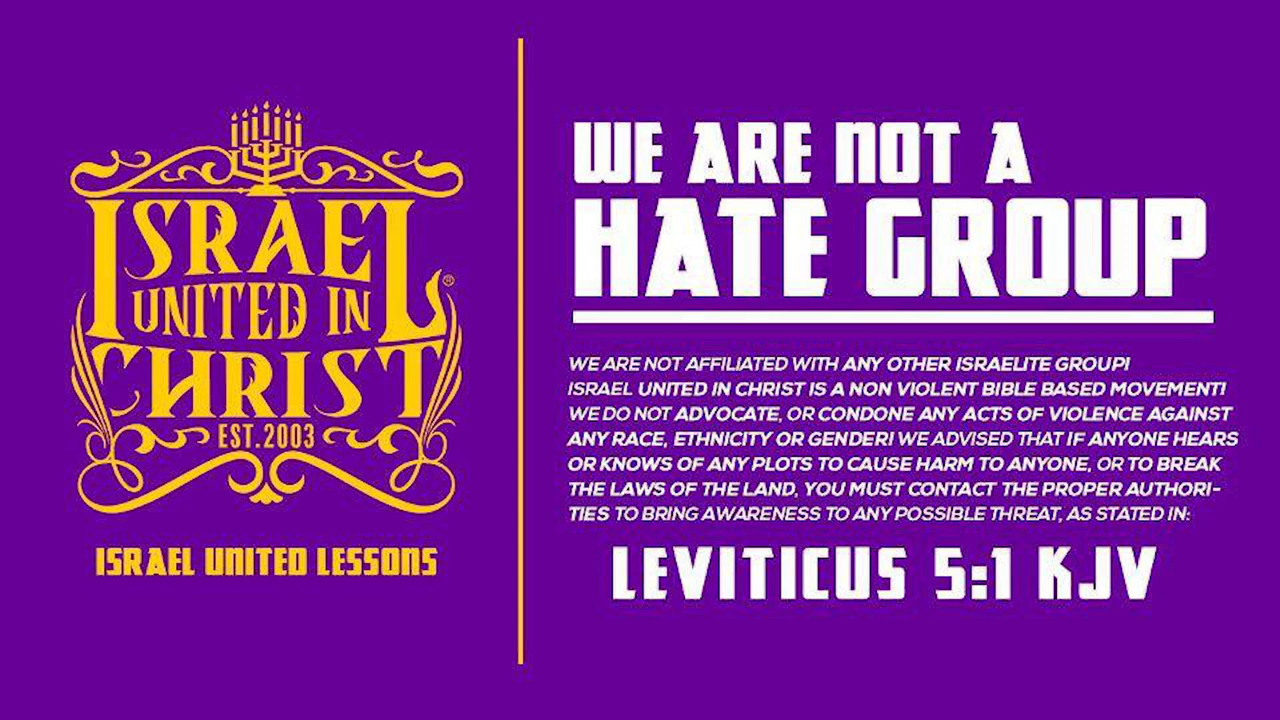 ISRAEL
UNITED IN
CHRIST
®
EST.2003
ISRAEL UNITED LESSONS
WE ARE NOT A
HATE GROUP
WE ARE NOT AFFILIATED WITH ANY OTHER ISRAELITE GROUP!
ISRAEL UNITED IN CHRIST IS A NON VIOLENT BIBLE BASED MOVEMENT!
WE DO NOT ADVOCATE, OR CONDONE ANY ACTS OF VIOLENCE AGAINST
ANY RACE, ETHNICITY OR GENDER! WE ADVISED THAT IF ANYONE HEARS
OR KNOWS OF ANY PLOTS TO CAUSE HARM TO ANYONE, OR TO BREAK
THE LAWS OF THE LAND, YOU MUST CONTACT THE PROPER AUTHORI-
TIES TO BRING AWARENESS TO ANY POSSIBLE THREAT, AS STATED IN:
LEVITICUS 5:1 KJV